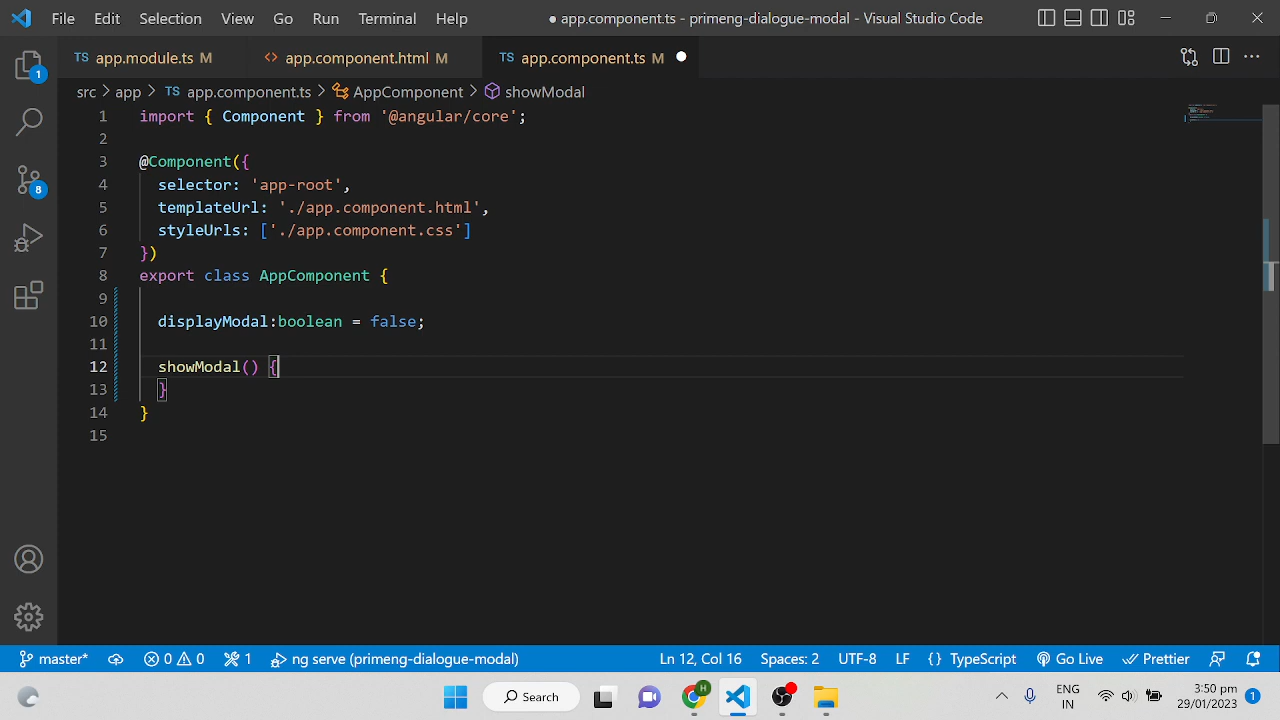 File Edit Selection View Go Run Terminal Help ● app.component.ts - primeng-dialogue-modal - Visual Studio Code
TS app.module.ts M <> app.component.html M TS app.component.ts M
src > app > TS app.component.ts > AppComponent > showModal
1 import { Component } from '@angular/core';
2
3 @Component({
4 selector: 'app-root',
5 templateUrl: './app.component.html',
6 styleUrls: ['./app.component.css']
7 })
8 export class AppComponent {
9
10 displayModal:boolean = false;
11
12 showModal() {
13 }
14 }
15
1
8
master* 0 0 1 ng serve (primeng-dialogue-modal) Ln 12, Col 16 Spaces: 2 UTF-8 LF {} TypeScript Go Live Prettier
Search H ENG IN 3:50 pm 29/01/2023 1